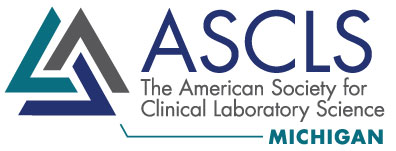 ASCLS
The American Society for
Clinical Laboratory Science
MICHIGAN